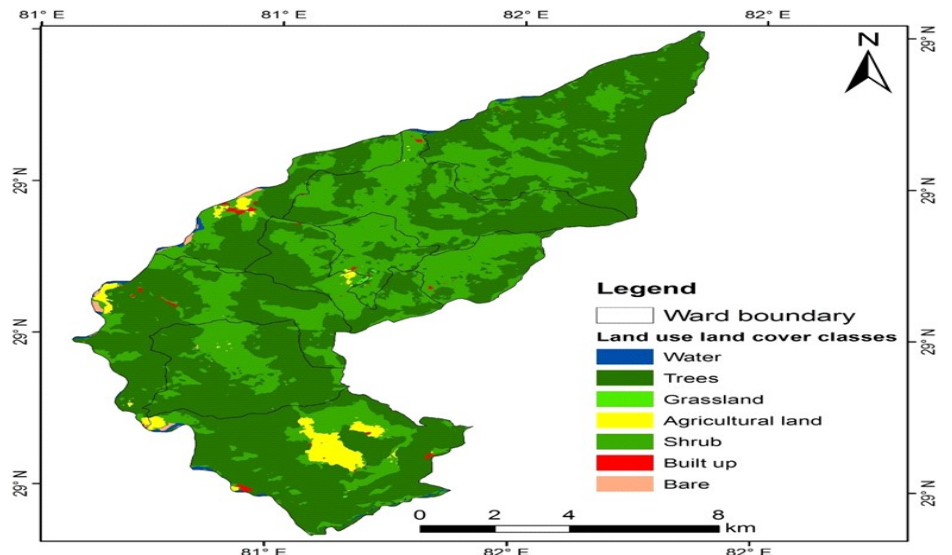 81° E 81° E 82° E 82° E
N
29° N 29° N
29° N 29° N
29° N 29° N
29° N 29° N
Legend
Ward boundary
Land use land cover classes
Water
Trees
Grassland
Agricultural land
Shrub
Built up
Bare
0 2 4 8
km
81° E 82° E 82° E